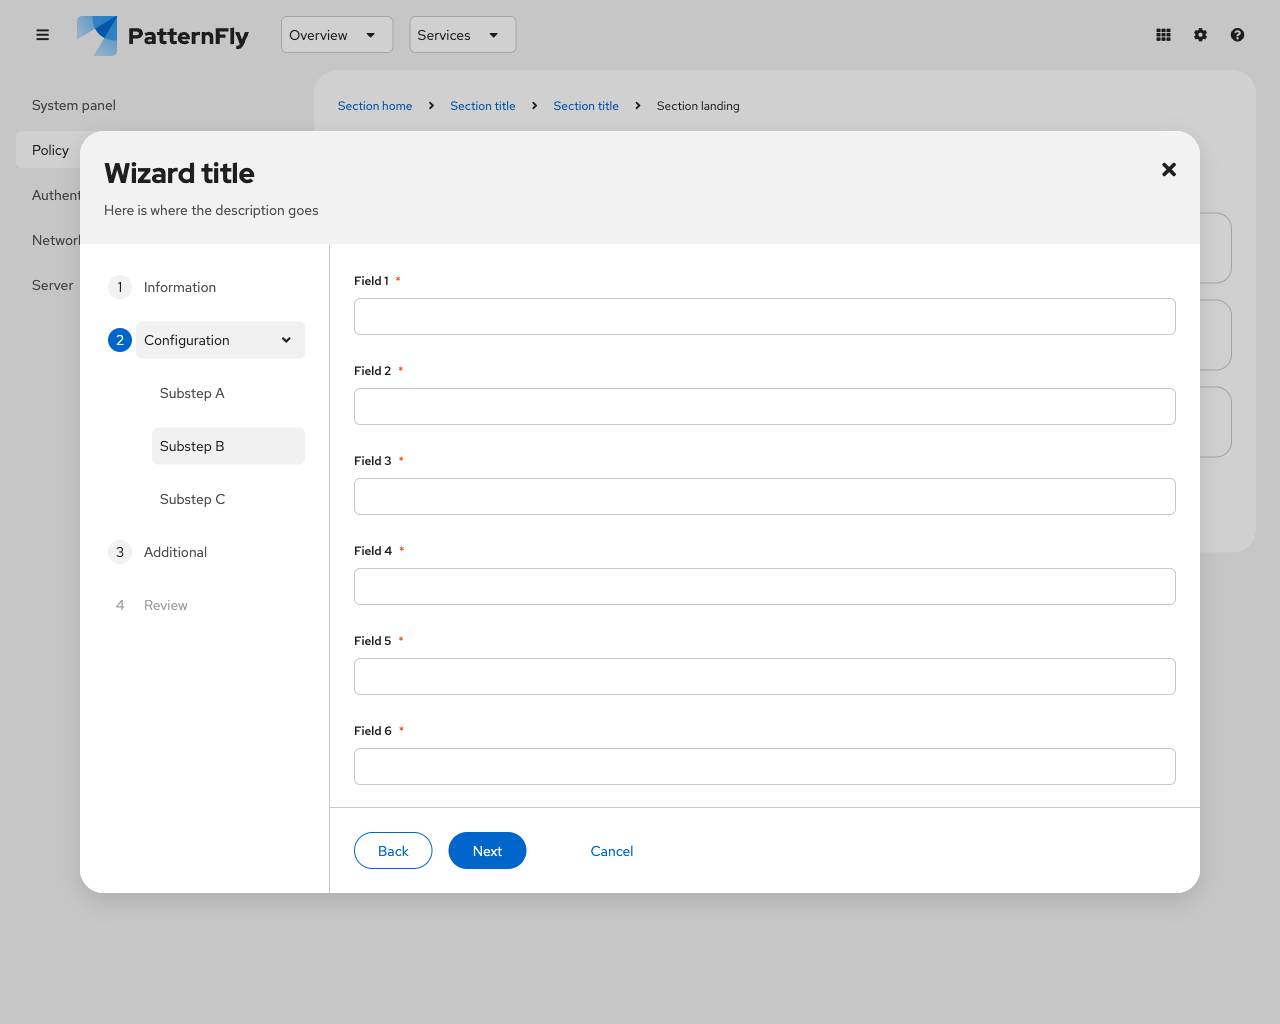 PatternFly
Overview
Services
System panel
Section home
Section title
Section title
Section landing
Policy
Wizard title
Here is where the description goes
Server
1 Information
2 Configuration
Substep A
Substep B
Substep C
3 Additional
4 Review
Field 1 *
Field 2 *
Field 3 *
Field 4 *
Field 5 *
Field 6 *
Back
Next
Cancel